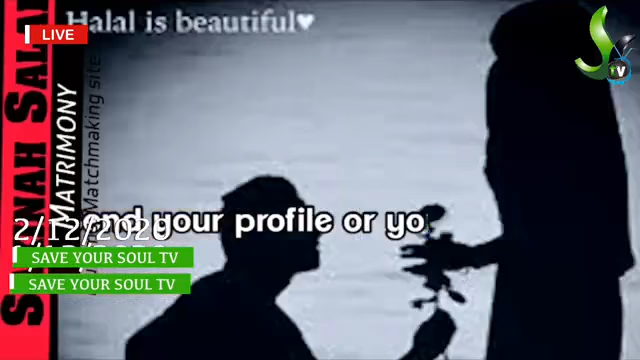 Halal is beautiful♥
LIVE
MATRIMONY
Matchmaking site
end your profile or yo
2/12/2020
SAVE YOUR SOUL TV
SAVE YOUR SOUL TV
TV